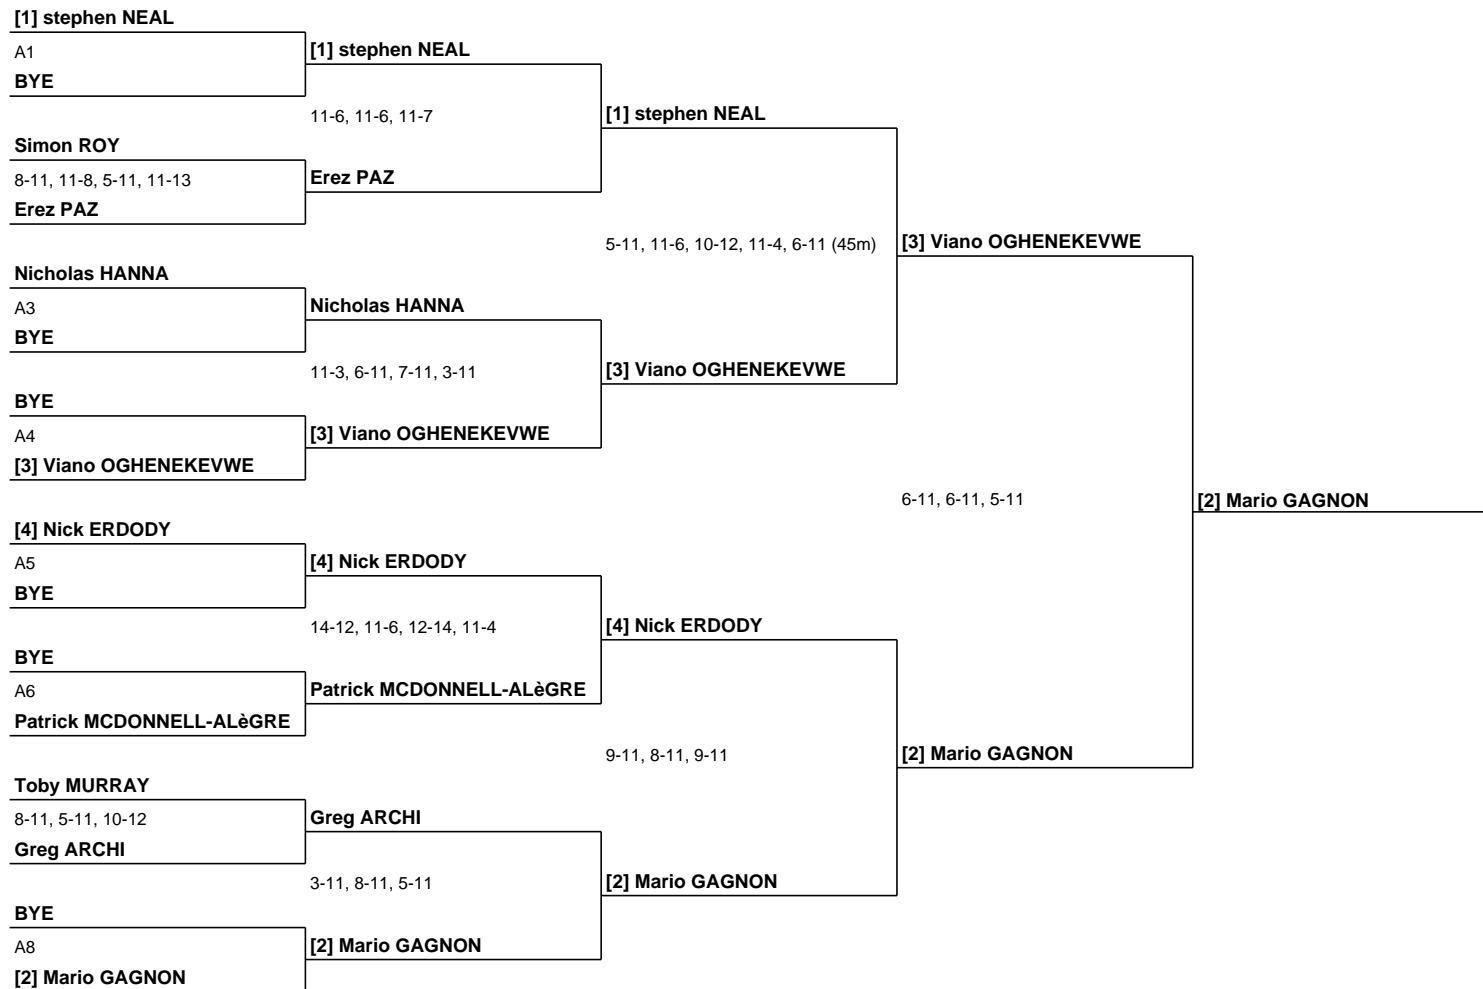 [1] stephen NEAL
A1
BYE
[1] stephen NEAL
11-6, 11-6, 11-7
[1] stephen NEAL
Simon ROY
8-11, 11-8, 5-11, 11-13
Erez PAZ
Erez PAZ
5-11, 11-6, 10-12, 11-4, 6-11 (45m)
[3] Viano OGHENEKEVWE
Nicholas HANNA
A3
BYE
Nicholas HANNA
11-3, 6-11, 7-11, 3-11
[3] Viano OGHENEKEVWE
BYE
A4
[3] Viano OGHENEKEVWE
[3] Viano OGHENEKEVWE
6-11, 6-11, 5-11
[2] Mario GAGNON
[4] Nick ERDODY
A5
BYE
[4] Nick ERDODY
14-12, 11-6, 12-14, 11-4
[4] Nick ERDODY
BYE
A6
Patrick MCDONNELL-ALèGRE
Patrick MCDONNELL-ALèGRE
9-11, 8-11, 9-11
[2] Mario GAGNON
Toby MURRAY
8-11, 5-11, 10-12
Greg ARCHI
Greg ARCHI
3-11, 8-11, 5-11
[2] Mario GAGNON
BYE
A8
[2] Mario GAGNON
[2] Mario GAGNON